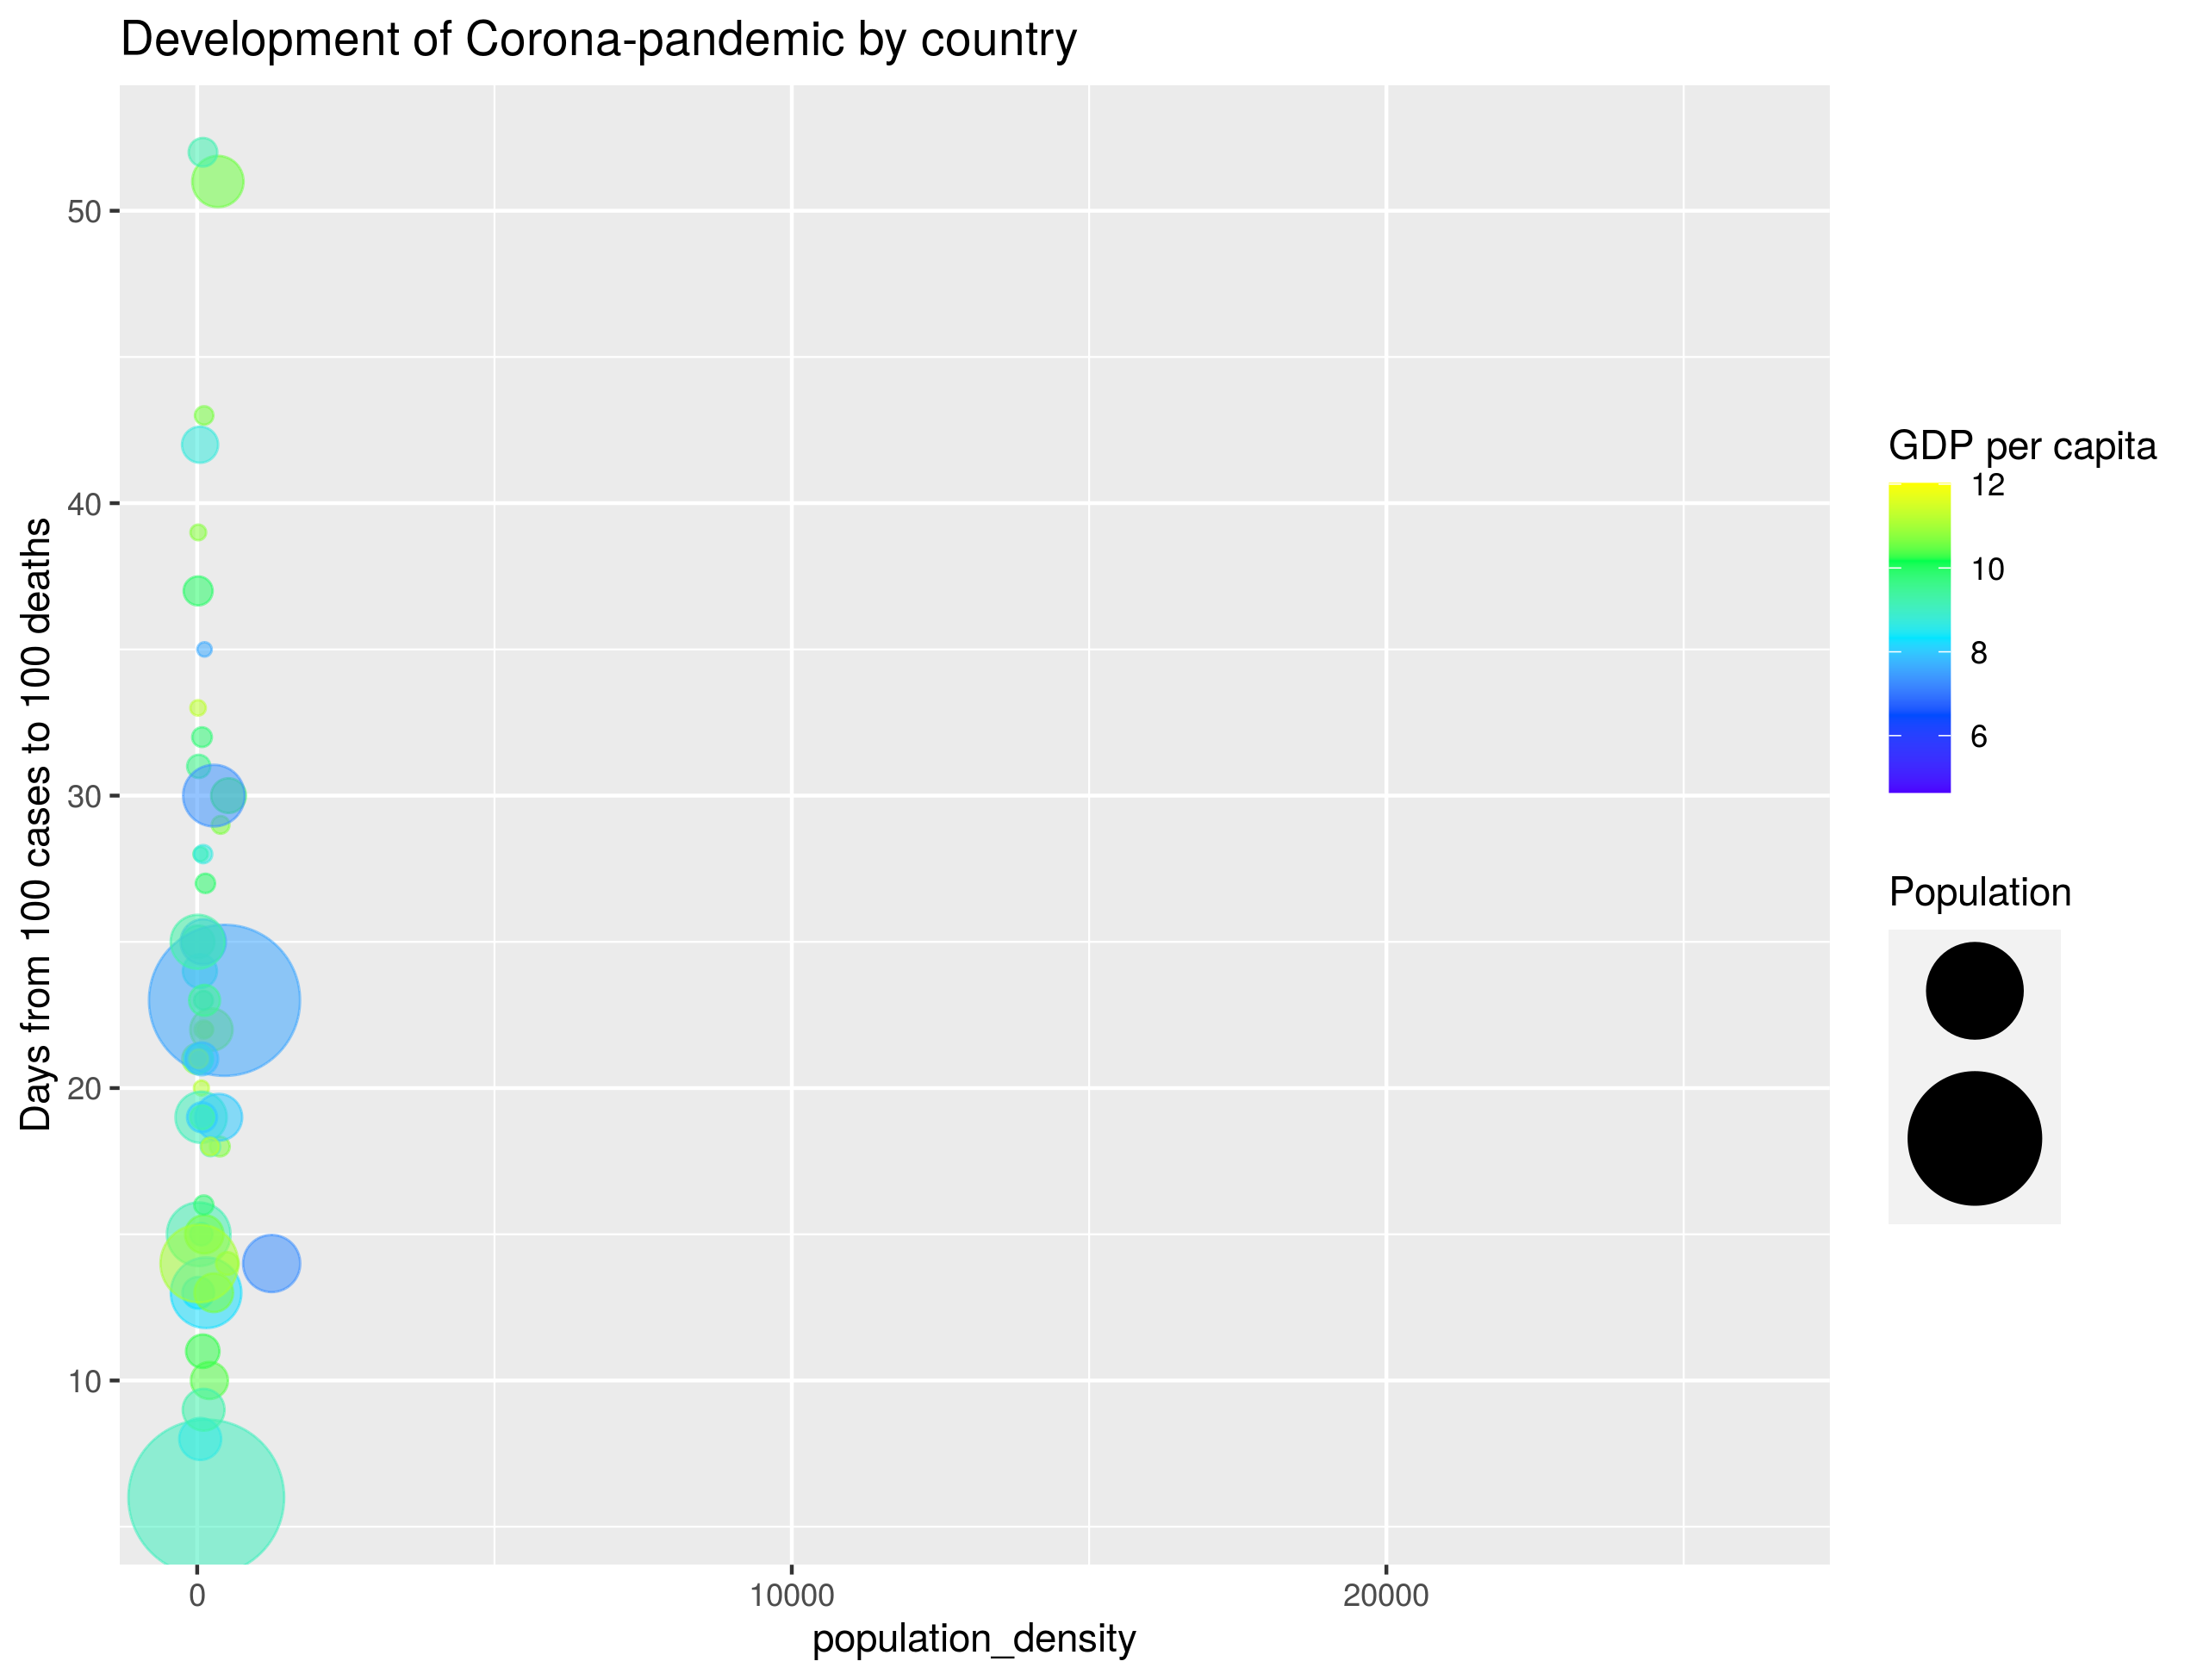 Development of Corona-pandemic by country
Days from 100 cases to 100 deaths
50
40
30
20
10
0
10000
20000
population_density
GDP per capita
12
10
8
6
Population